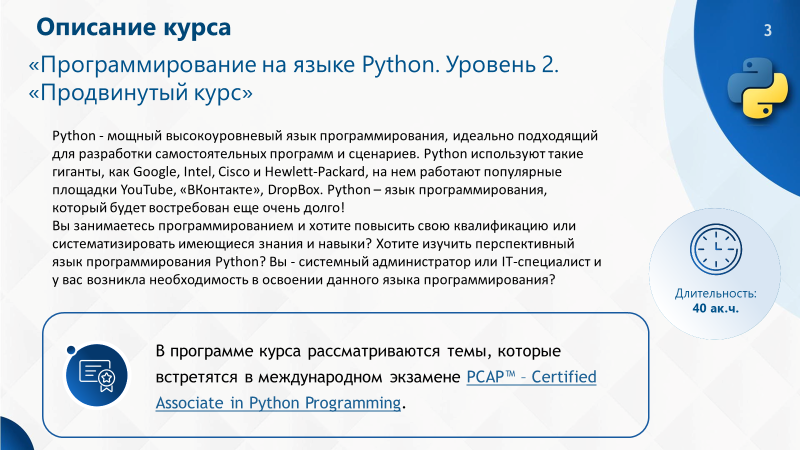 Описание курса
3
«Программирование на языке Python. Уровень 2.
«Продвинутый курс»
Python - мощный высокоуровневый язык программирования, идеально подходящий
для разработки самостоятельных программ и сценариев. Python используют такие
гиганты, как Google, Intel, Cisco и Hewlett-Packard, на нем работают популярные
площадки YouTube, «ВКонтакте», DropBox. Python – язык программирования,
который будет востребован еще очень долго!
Вы занимаетесь программированием и хотите повысить свою квалификацию или
систематизировать имеющиеся знания и навыки? Хотите изучить перспективный
язык программирования Python? Вы - системный администратор или IT-специалист и
у вас возникла необходимость в освоении данного языка программирования?
Длительность:
40 ак.ч.
В программе курса рассматриваются темы, которые
встретятся в международном экзамене PCAP™ – Certified
Associate in Python Programming.